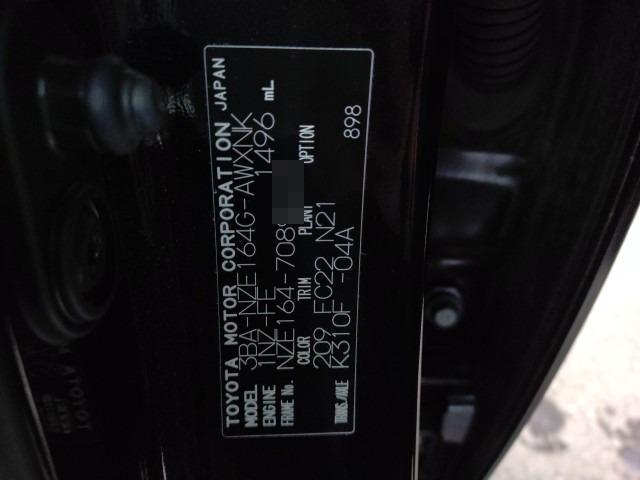 TOYOTA MOTOR CORPORATION JAPAN
MODEL 3BA-NZE164G-AWXNK
ENGINE 1NZ-FE 1496 mL
FRAME No. NZE164-708
COLOR TRIM PLANT OPTION
209 FC22 N21 898
TRANS./AXLE K310F -04A